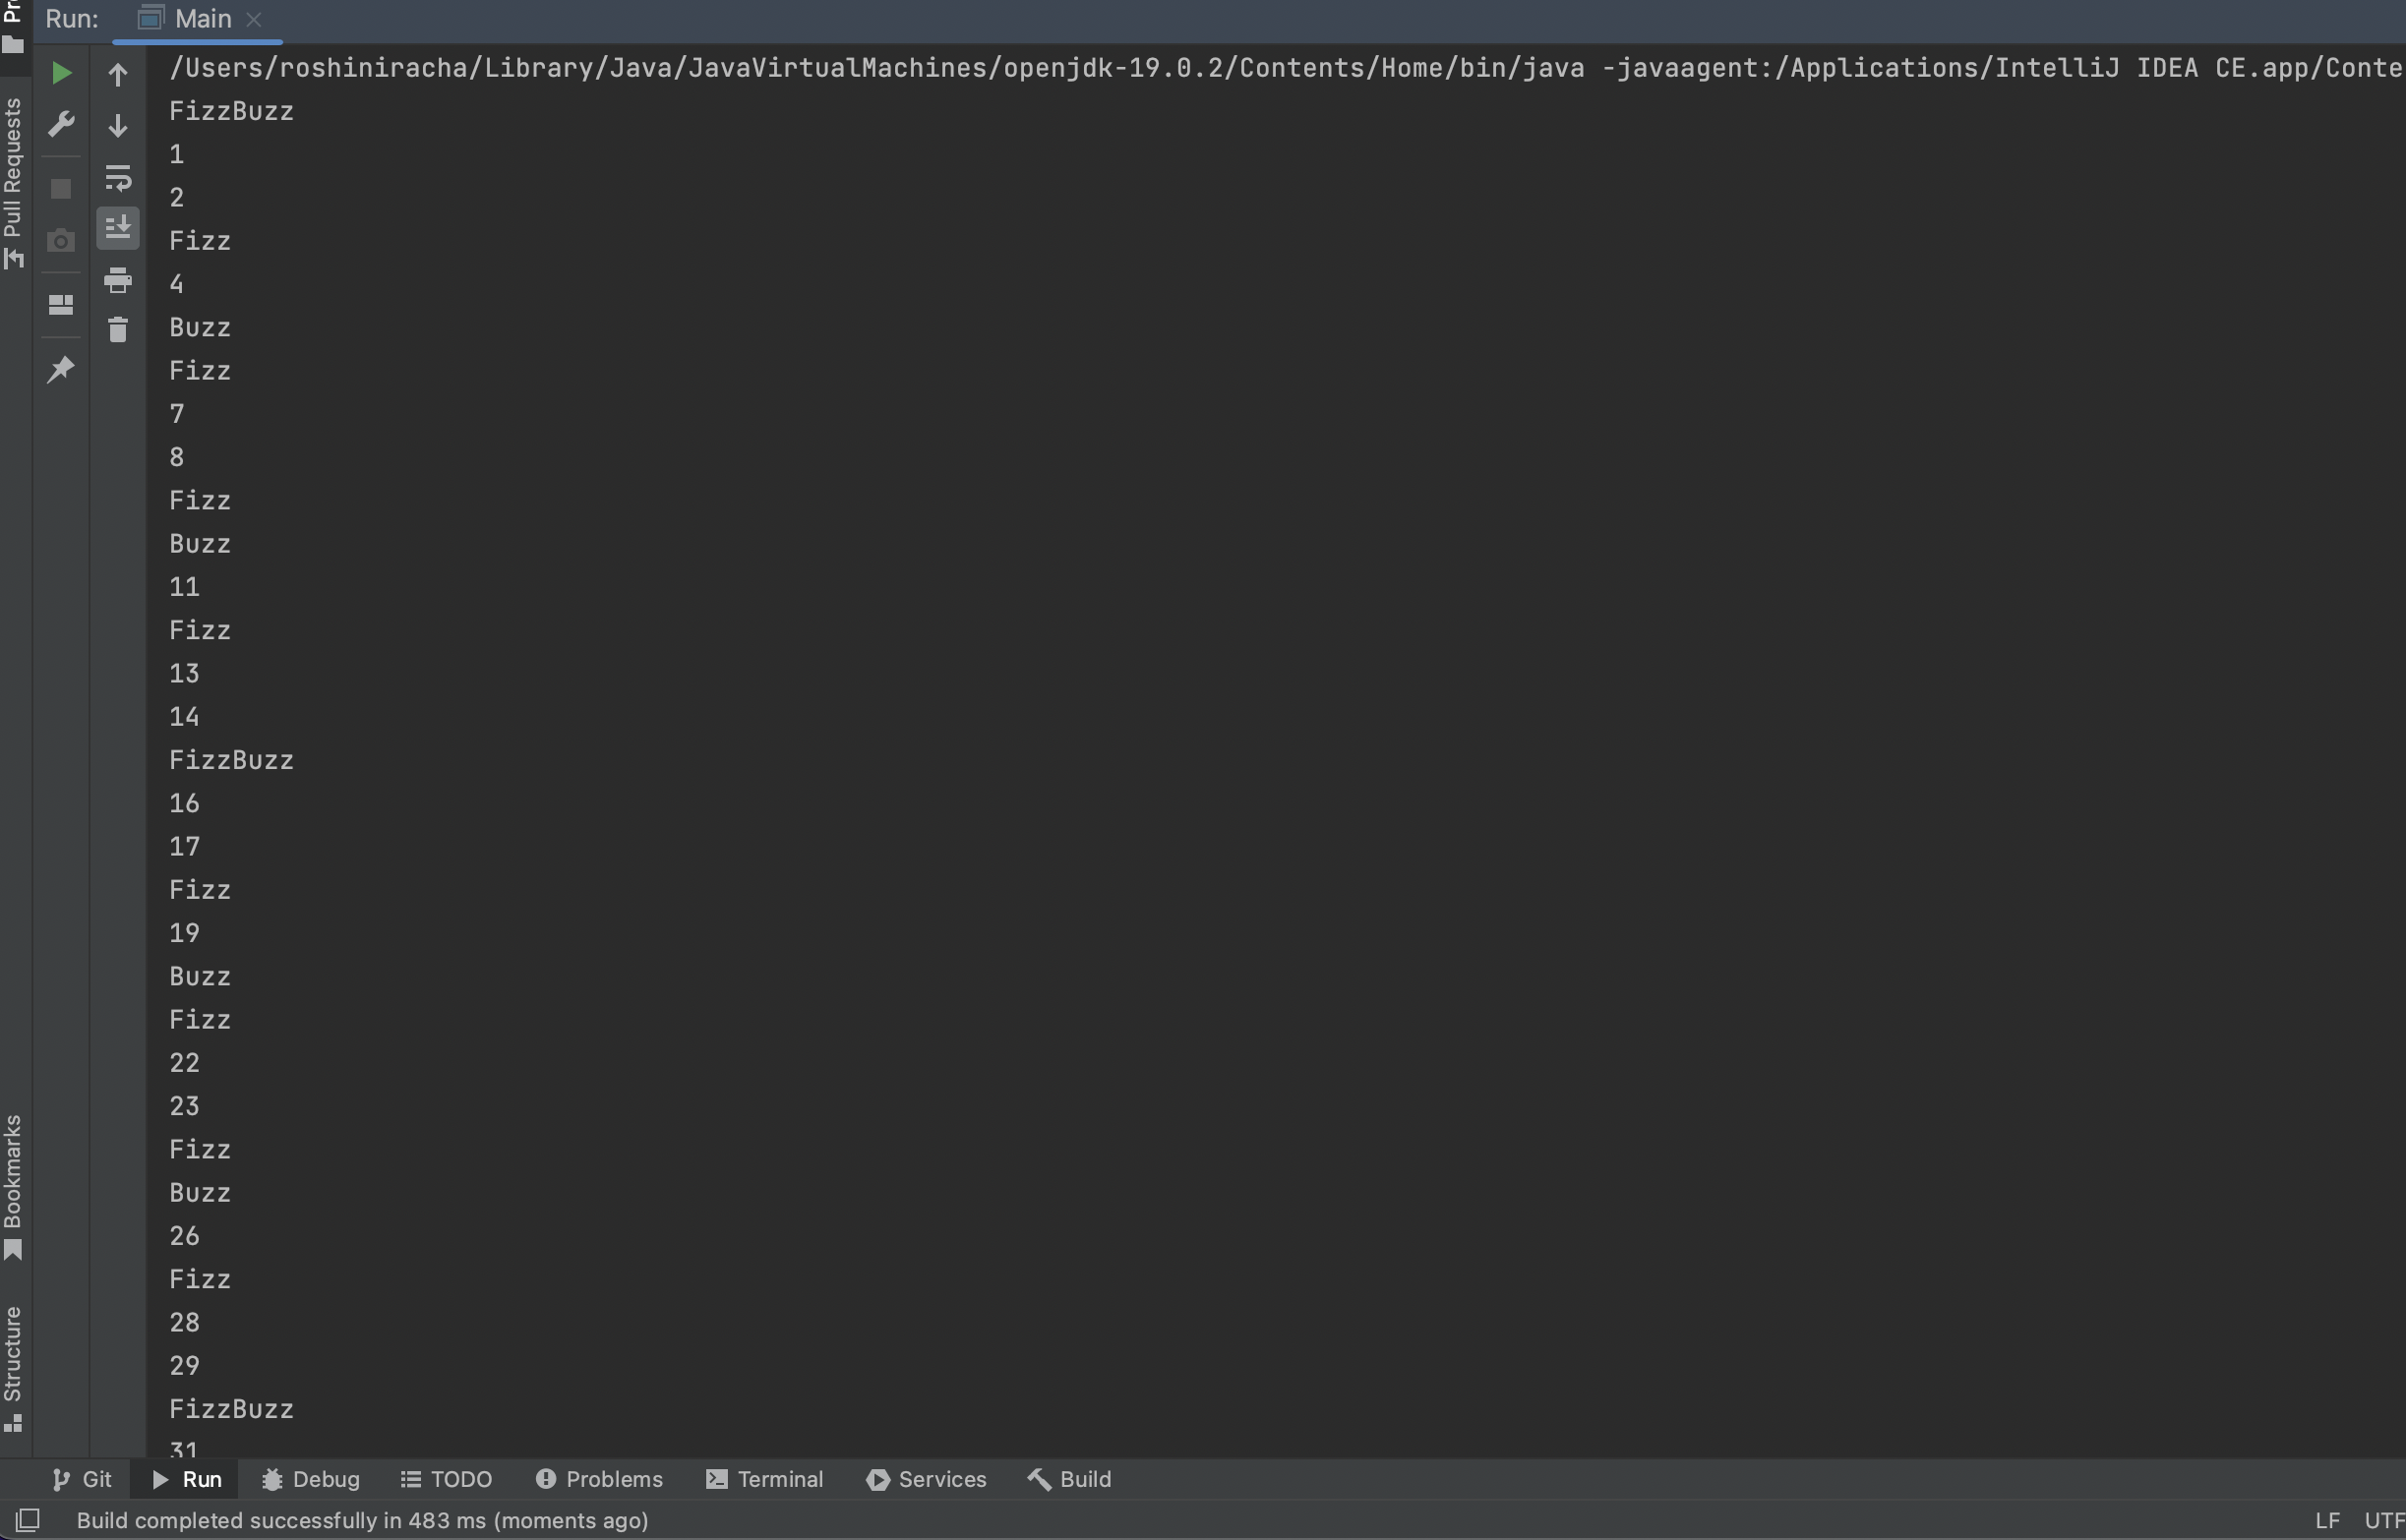 Run: Main
/Users/roshiniracha/Library/Java/JavaVirtualMachines/openjdk-19.0.2/Contents/Home/bin/java -javaagent:/Applications/IntelliJ IDEA CE.app/Conte
FizzBuzz
1
2
Fizz
4
Buzz
Fizz
7
8
Fizz
Buzz
11
Fizz
13
14
FizzBuzz
16
17
Fizz
19
Buzz
Fizz
22
23
Fizz
Buzz
26
Fizz
28
29
FizzBuzz
31
Pull Requests
Bookmarks
Structure
Git Run Debug TODO Problems Terminal Services Build
Build completed successfully in 483 ms (moments ago) LF UTF